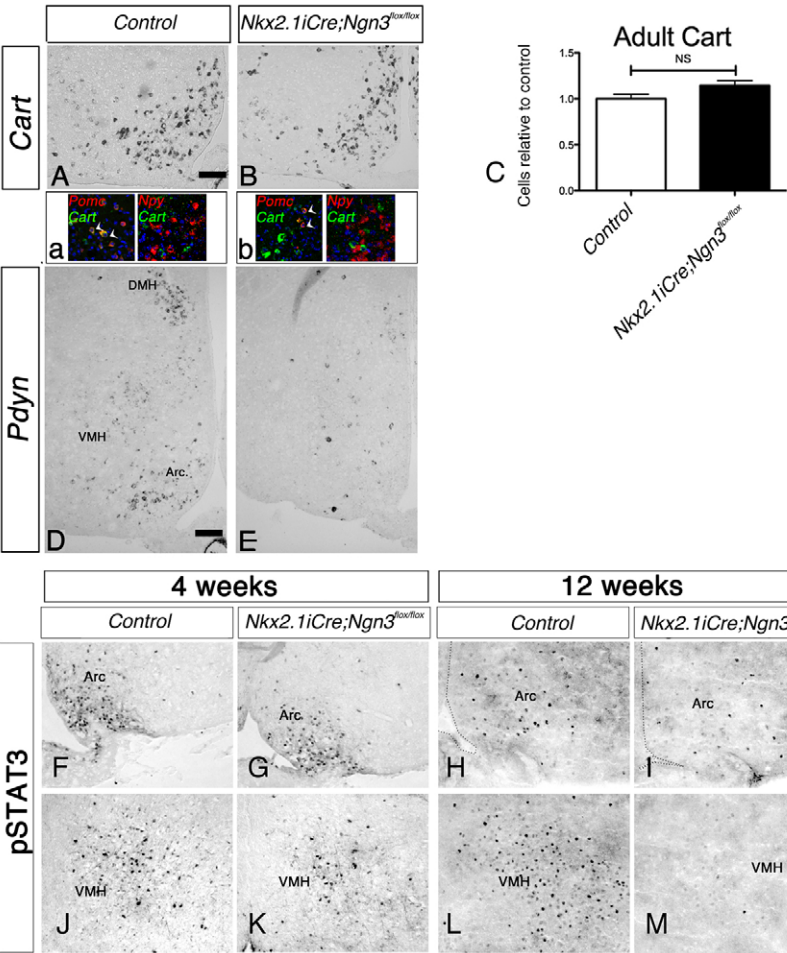 Control
Nkx2.1iCre;Ngn3flox/flox
Cart
A
B
Pomc
Cart
Npy
Cart
a
Pomc
Cart
Npy
Cart
b
Adult Cart
NS
Cells relative to control
1.5
1.0
0.5
0.0
C
Control
Nkx2.1iCre;Ngn3flox/flox
Pdyn
DMH
VMH
Arc.
D
E
4 weeks
12 weeks
Control
Nkx2.1iCre;Ngn3flox/flox
Control
Nkx2.1iCre;Ngn3
pSTAT3
Arc
F
Arc
G
Arc
H
Arc
I
VMH
J
VMH
K
VMH
L
VMH
M